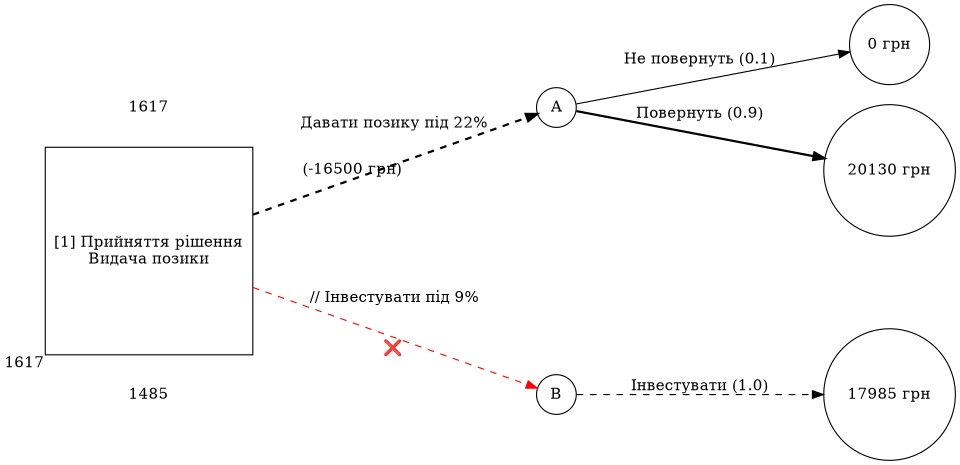 0 грн
Не повернуть (0.1)
1617
A
Повернуть (0.9)
Давати позику під 22%
(-16500 грн)
20130 грн
[1] Прийняття рішення
Видача позики
// Інвестувати під 9%
1617
1485
B
Інвестувати (1.0)
17985 грн